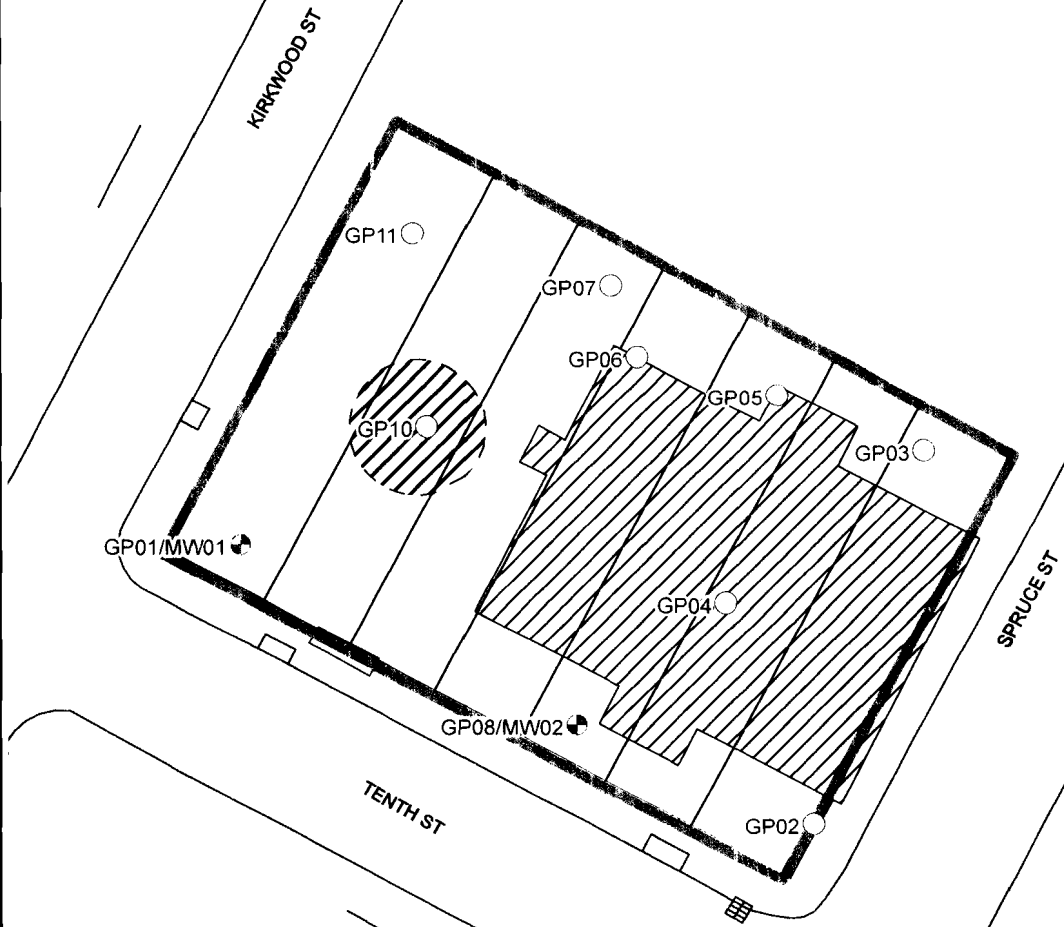 KIRKWOOD ST
GP11
GP07
GP06
GP05
GP10
GP03
GP01/MW01
GP04
SPRUCE ST
GP08/MW02
TENTH ST
GP02